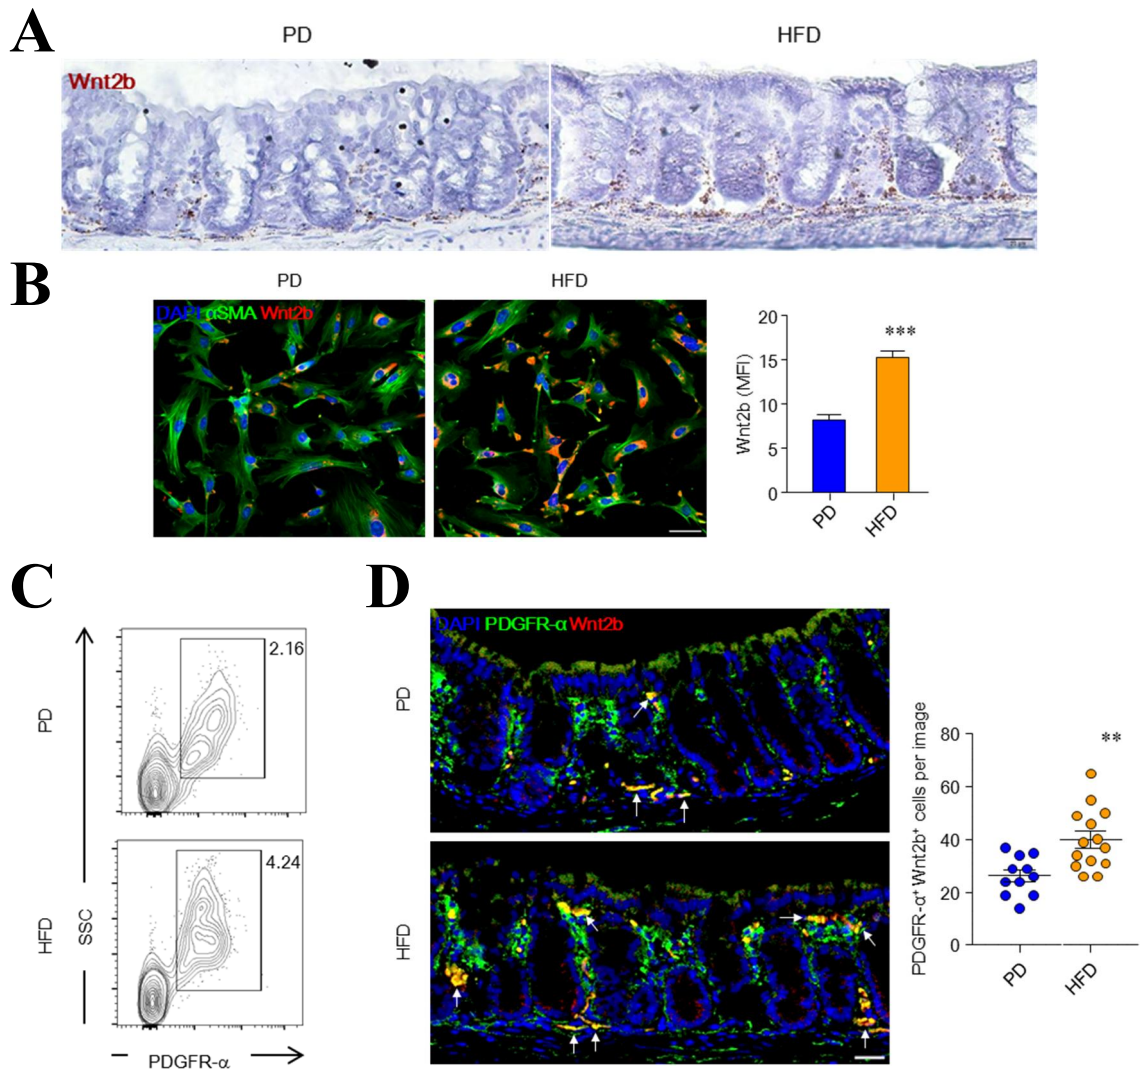 A
PD
HFD
Wnt2b
B
PD
HFD
DAPI αSMA Wnt2b
20
15
10
5
0
Wnt2b (MFI)
***
PD
HFD
C
2.16
PD
4.24
HFD
SSC
PDGFR-α
D
DAPI PDGFR-α Wnt2b
PD
HFD
PDGFR-α⁺ Wnt2b⁺ cells per image
80
60
40
20
0
**
PD
HFD